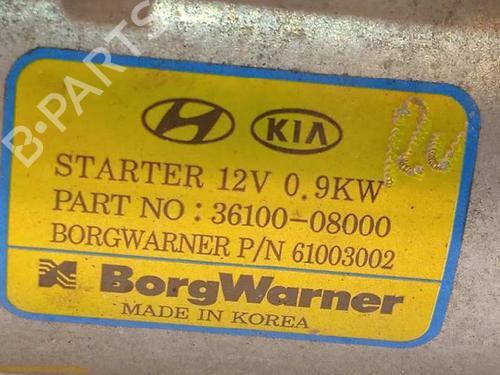 B-PARTS
KIA
STARTER 12V 0.9KW
PART NO : 36100-08000
BORGWARNER P/N 61003002
BorgWarner
MADE IN KOREA